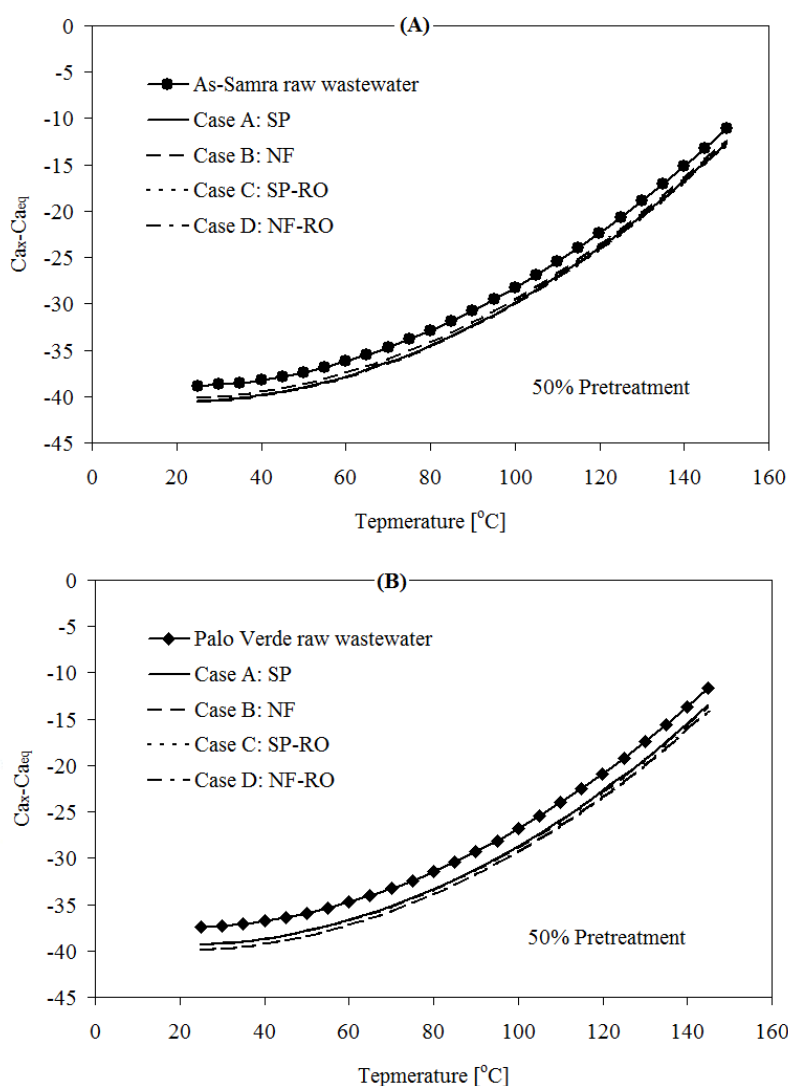 (A)
0
-5
-10
-15
-20
-25
-30
-35
-40
-45
Cax-Caeq
As-Samra raw wastewater
Case A: SP
Case B: NF
Case C: SP-RO
Case D: NF-RO
50% Pretreatment
0 20 40 60 80 100 120 140 160
Tepmerature [oC]
(B)
0
-5
-10
-15
-20
-25
-30
-35
-40
-45
Cax-Caeq
Palo Verde raw wastewater
Case A: SP
Case B: NF
Case C: SP-RO
Case D: NF-RO
50% Pretreatment
0 20 40 60 80 100 120 140 160
Tepmerature [oC]